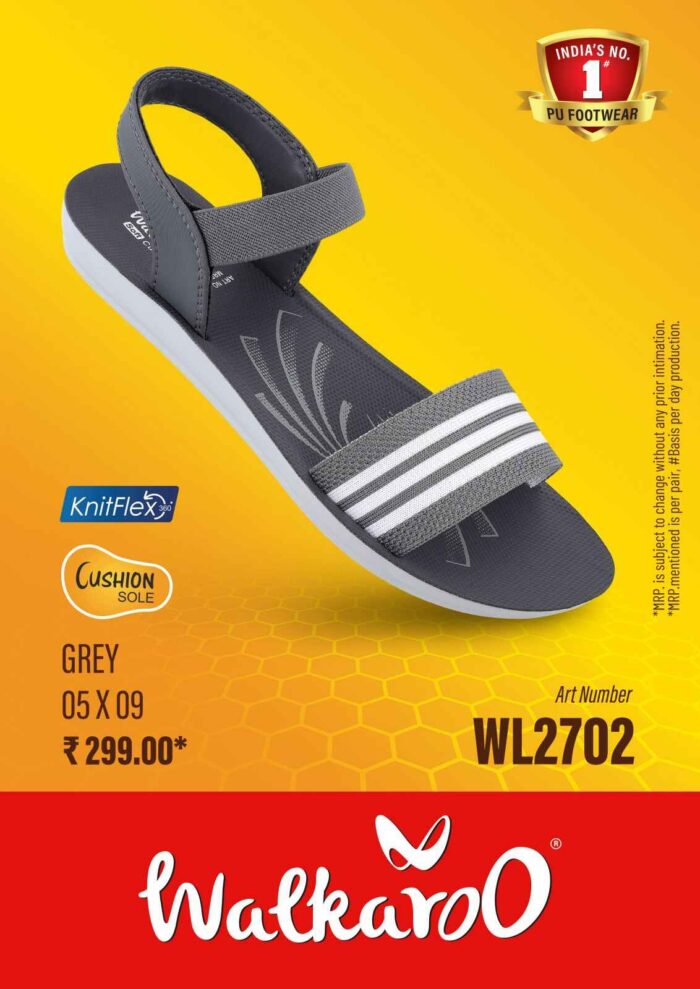 INDIA'S NO.
1#
PU FOOTWEAR
KnitFlex 360°
CUSHION
SOLE
GREY
05 X 09
₹ 299.00*
*MRP. is subject to change without any prior intimation.
*MRP.mentioned is per pair, #Basis per day production.
Art Number
WL2702
Walkaroo®